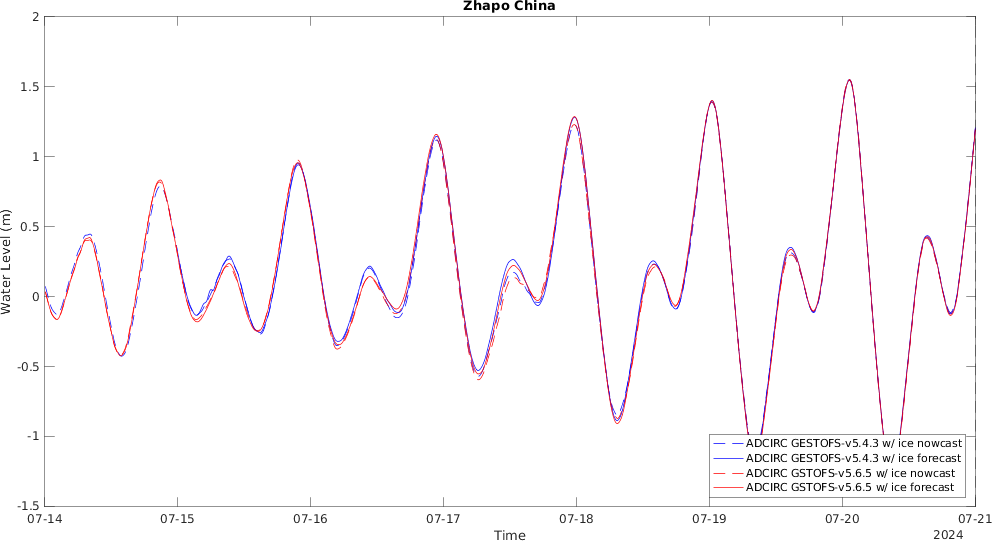 Zhapo China
2
1.5
1
0.5
0
-0.5
-1
-1.5
Water Level (m)
ADCIRC GESTOFS-v5.4.3 w/ ice nowcast
ADCIRC GESTOFS-v5.4.3 w/ ice forecast
ADCIRC GSTOFS-v5.6.5 w/ ice nowcast
ADCIRC GSTOFS-v5.6.5 w/ ice forecast
07-14 07-15 07-16 07-17 07-18 07-19 07-20 07-21
Time
2024